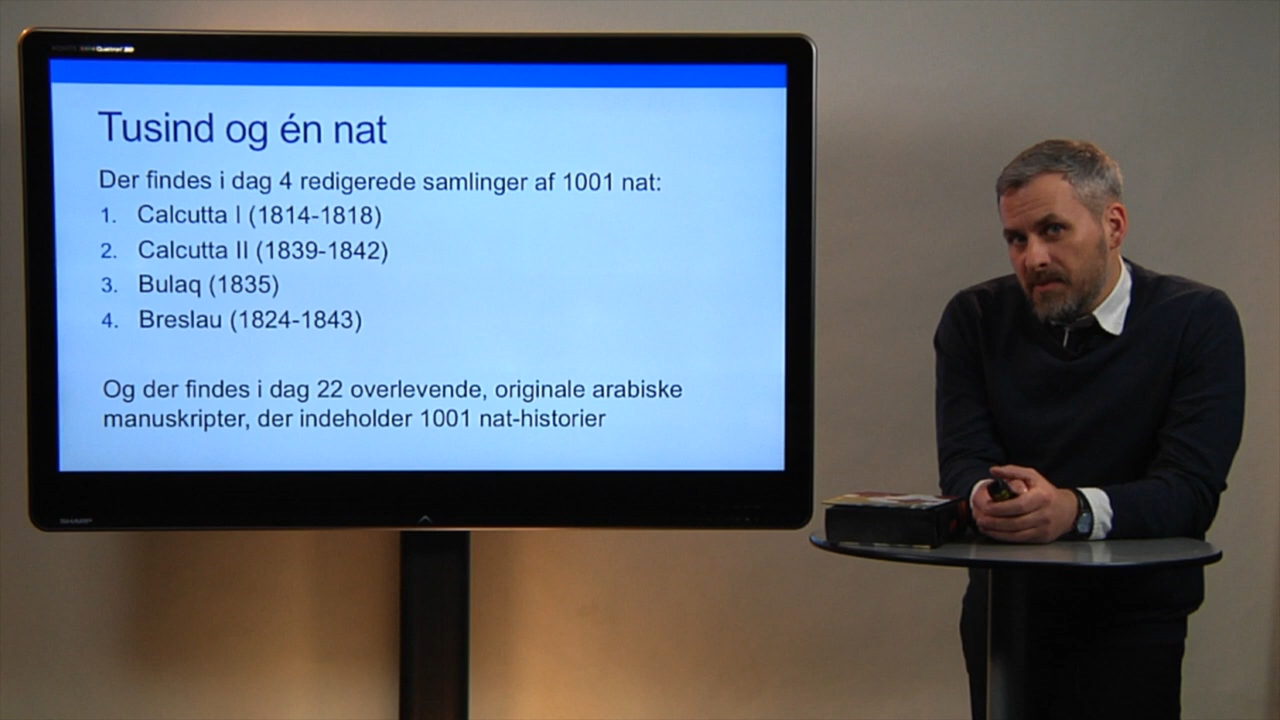 Tusind og én nat
Der findes i dag 4 redigerede samlinger af 1001 nat:
1. Calcutta I (1814-1818)
2. Calcutta II (1839-1842)
3. Bulaq (1835)
4. Breslau (1824-1843)
Og der findes i dag 22 overlevende, originale arabiske
manuskripter, der indeholder 1001 nat-historier
SHARP